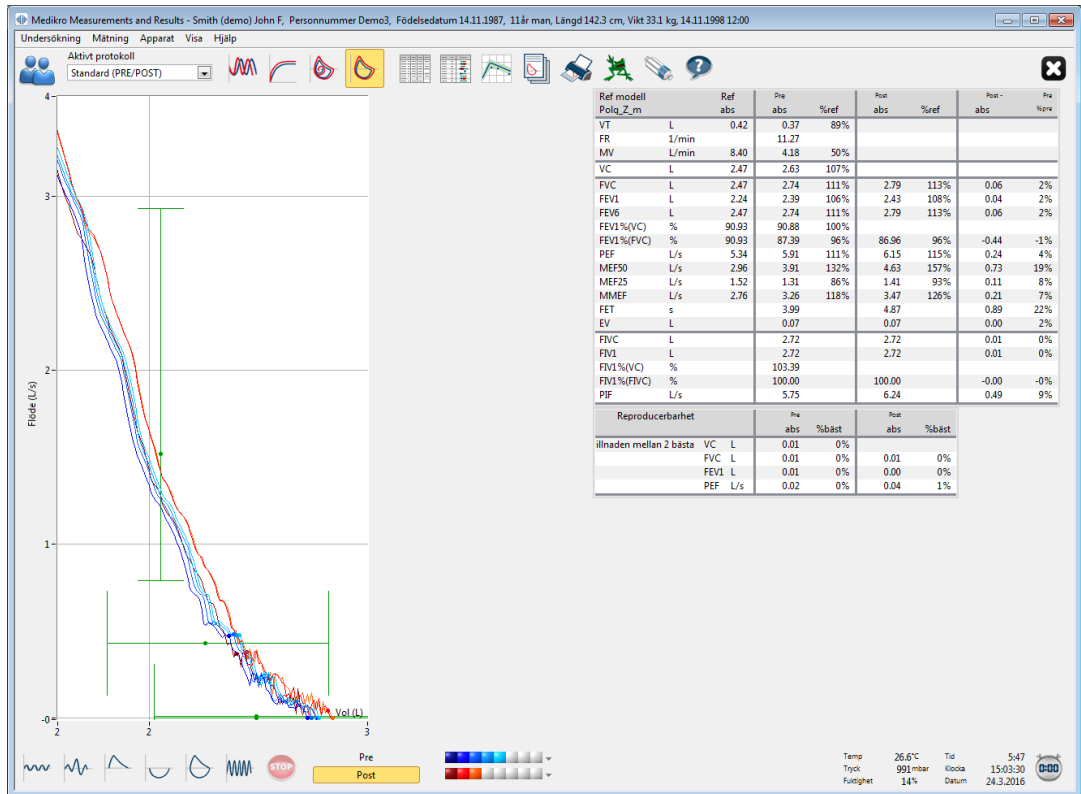 Medikro Measurements and Results - Smith (demo) John F, Personnummer Demo3, Födelsedatum 14.11.1987, 11år man, Längd 142.3 cm, Vikt 33.1 kg, 14.11.1998 12:00
Undersökning Mätning Apparat Visa Hjälp
Aktivt protokoll
Standard (PRE/POST)
Ref modell Ref Pre Post Post - Pre
Polg_Z_m abs abs %ref abs %ref abs %pre
VT L 0.42 0.37 89%
FR 1/min 11.27
MV L/min 8.40 4.18 50%
VC L 2.47 2.63 107%
FVC L 2.47 2.74 111% 2.79 113% 0.06 2%
FEV1 L 2.24 2.39 106% 2.43 108% 0.04 2%
FEV6 L 2.47 2.74 111% 2.79 113% 0.06 2%
FEV1%(VC) % 90.93 90.88 100%
FEV1%(FVC) % 90.93 87.39 96% 86.96 96% -0.44 -1%
PEF L/s 5.34 5.91 111% 6.15 115% 0.24 4%
MEF50 L/s 2.96 3.91 132% 4.63 157% 0.73 19%
MEF25 L/s 1.52 1.31 86% 1.41 93% 0.11 8%
MMEF L/s 2.76 3.26 118% 3.47 126% 0.21 7%
FET s 3.99 4.87 0.89 22%
EV L 0.07 0.07 0.00 2%
FIVC L 2.72 2.72 0.01 0%
FIV1 L 2.72 2.72 0.01 0%
FIV1%(VC) % 103.39
FIV1%(FIVC) % 100.00 100.00 -0.00 -0%
PIF L/s 5.75 6.24 0.49 9%
Reproducerbarhet Pre Post
abs %bäst abs %bäst
illnaden mellan 2 bästa VC L 0.01 0%
FVC L 0.01 0% 0.01 0%
FEV1 L 0.01 0% 0.00 0%
PEF L/s 0.02 0% 0.04 1%
4
3
2
1
-0
Flöde (L/s)
Vol (L)
2 2 3
STOP
Pre
Post
Temp 26.6°C Tid 5:47
Tryck 991 mbar Klocka 15:03:30
Fuktighet 14% Datum 24.3.2016
0:00